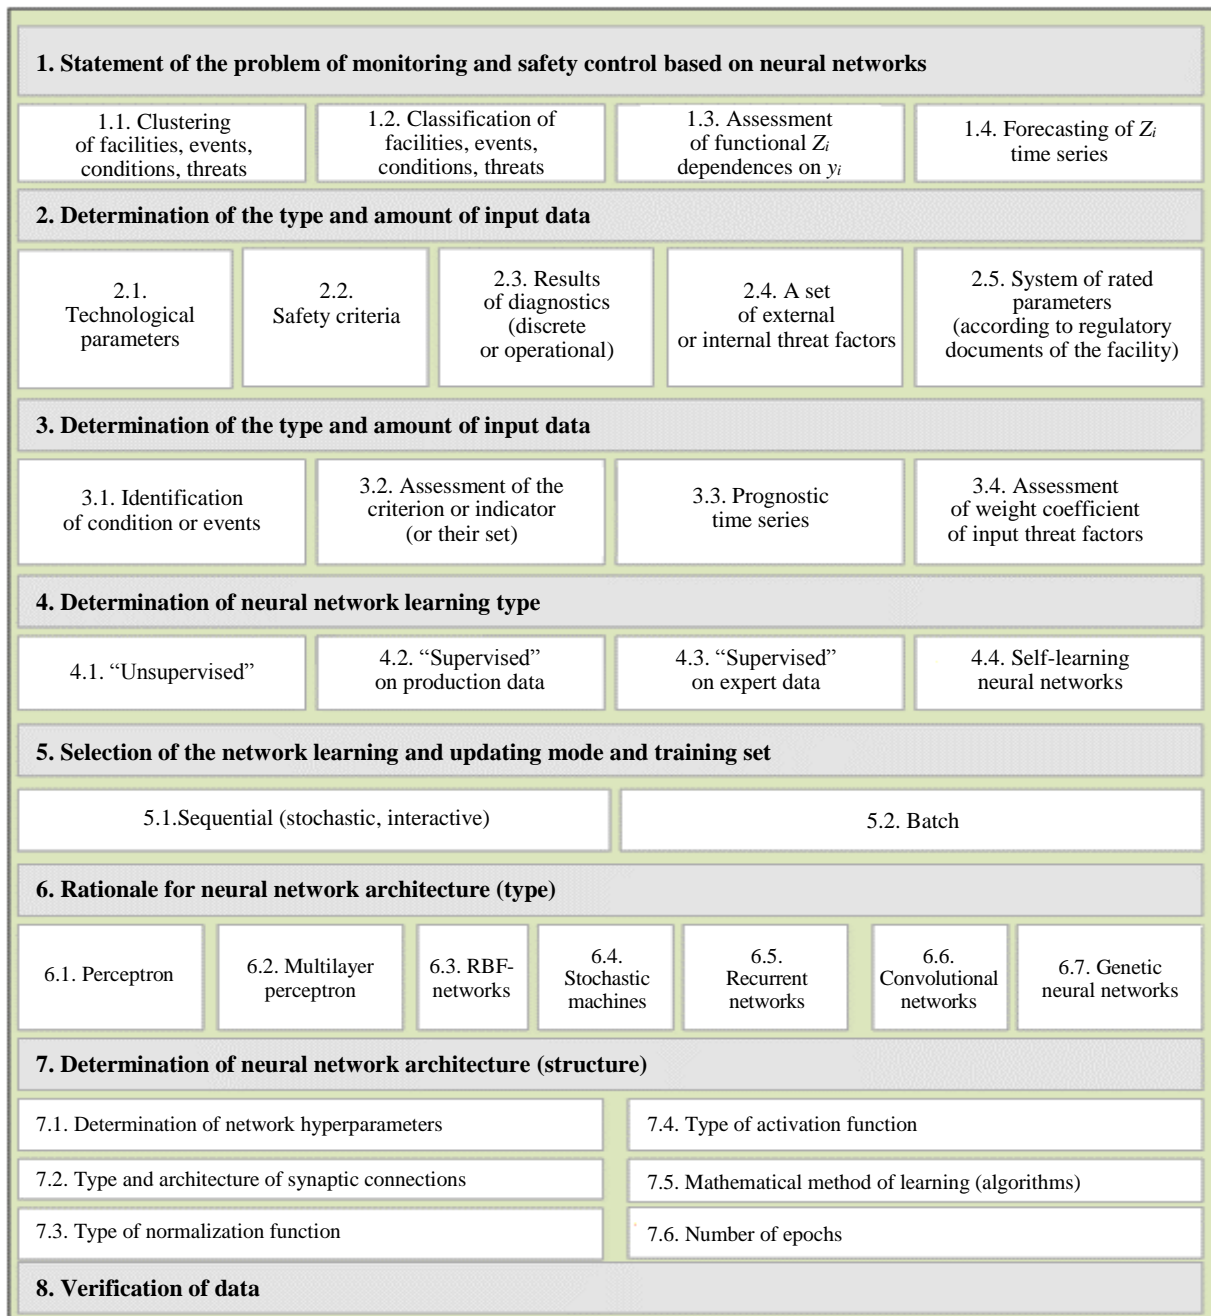 1. Statement of the problem of monitoring and safety control based on neural networks
1.1. Clustering
of facilities, events,
conditions, threats
1.2. Classification of
facilities, events,
conditions, threats
1.3. Assessment
of functional Zi
dependences on yi
1.4. Forecasting of Zi
time series
2. Determination of the type and amount of input data
2.1.
Technological
parameters
2.2.
Safety criteria
2.3. Results
of diagnostics
(discrete
or operational)
2.4. A set
of external
or internal threat factors
2.5. System of rated
parameters
(according to regulatory
documents of the facility)
3. Determination of the type and amount of input data
3.1. Identification
of condition or events
3.2. Assessment of the
criterion or indicator
(or their set)
3.3. Prognostic
time series
3.4. Assessment
of weight coefficient
of input threat factors
4. Determination of neural network learning type
4.1. “Unsupervised”
4.2. “Supervised”
on production data
4.3. “Supervised”
on expert data
4.4. Self-learning
neural networks
5. Selection of the network learning and updating mode and training set
5.1.Sequential (stochastic, interactive)
5.2. Batch
6. Rationale for neural network architecture (type)
6.1. Perceptron
6.2. Multilayer
perceptron
6.3. RBF-
networks
6.4.
Stochastic
machines
6.5.
Recurrent
networks
6.6.
Convolutional
networks
6.7. Genetic
neural networks
7. Determination of neural network architecture (structure)
7.1. Determination of network hyperparameters
7.2. Type and architecture of synaptic connections
7.3. Type of normalization function
7.4. Type of activation function
7.5. Mathematical method of learning (algorithms)
7.6. Number of epochs
8. Verification of data